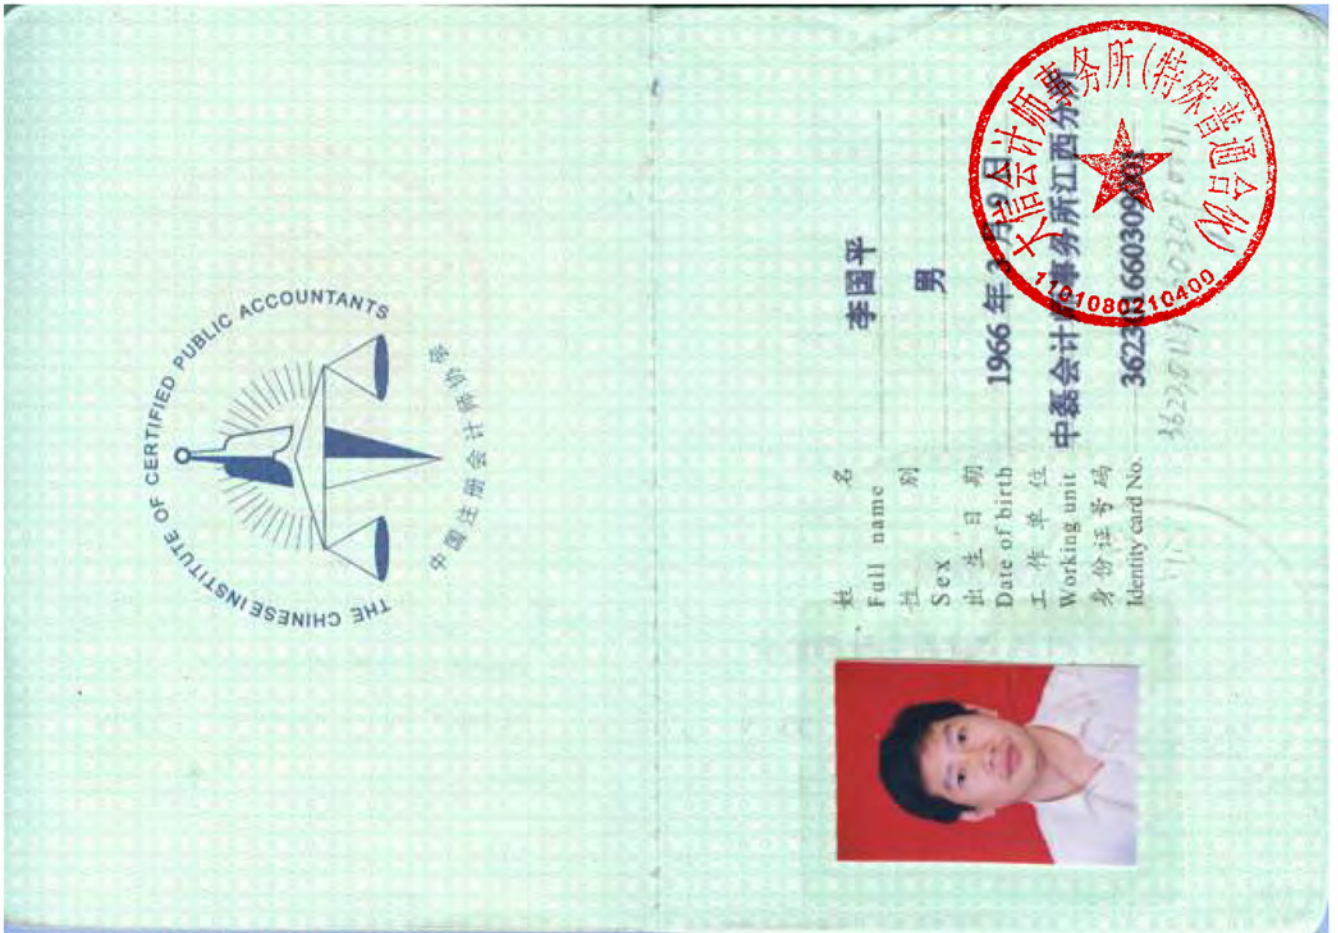 THE CHINESE INSTITUTE OF CERTIFIED PUBLIC ACCOUNTANTS
中国注册会计师协会
姓 名 李国平
Full name
性 别 男
Sex
出 生 日 期 1966年3月9日
Date of birth
工 作 单 位 中磊会计师事务所江西分所
Working unit
身份证号码
Identity card No.
大信会计师事务所(特殊普通合伙)
1101080210400